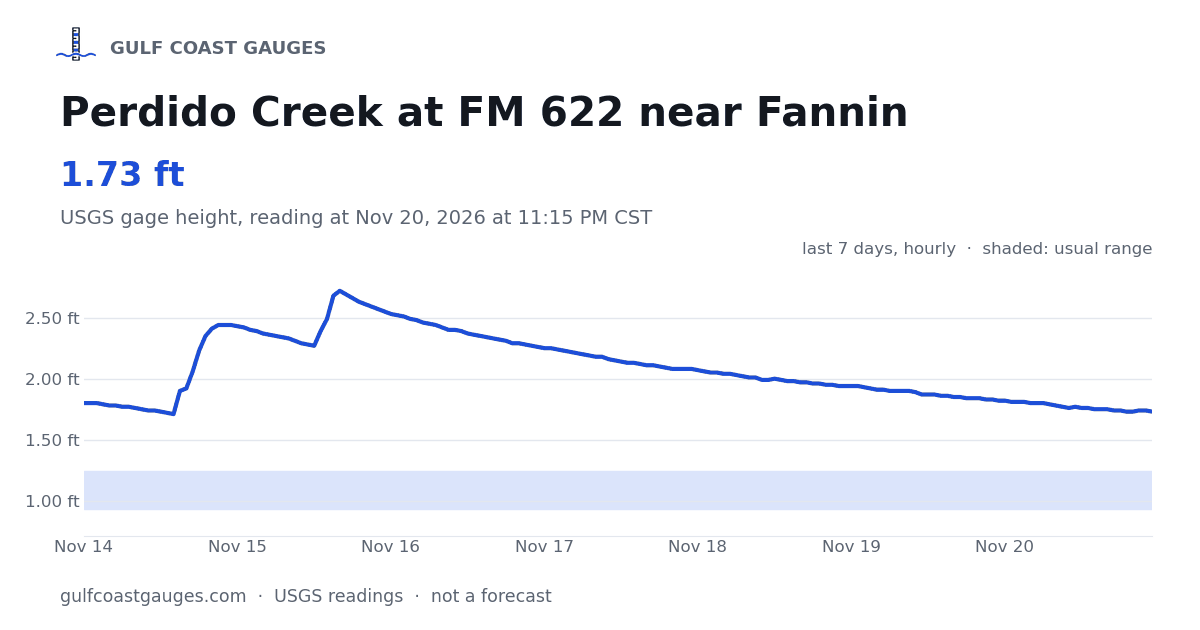 GULF COAST GAUGES
Perdido Creek at FM 622 near Fannin
1.73 ft
USGS gage height, reading at Nov 20, 2026 at 11:15 PM CST
last 7 days, hourly · shaded: usual range
2.50 ft
2.00 ft
1.50 ft
1.00 ft
Nov 14 Nov 15 Nov 16 Nov 17 Nov 18 Nov 19 Nov 20
gulfcoastgauges.com · USGS readings · not a forecast